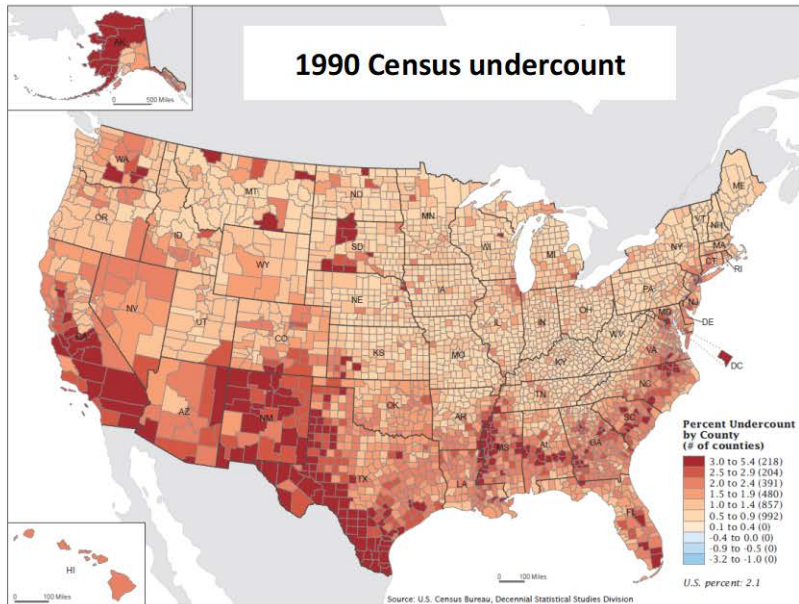 1990 Census undercount
AK
0 500 Miles
WA
MT
ND
MN
ME
OR
ID
SD
WI
MI
VT
NH
NY
MA
CT
RI
WY
NE
IA
PA
NJ
NV
UT
CO
IL
IN
OH
MD
DE
CA
KS
MO
WV
VA
DC
KY
AZ
NM
OK
AR
TN
NC
SC
TX
LA
MS
AL
GA
FL
HI
0 100 Miles
0 100 Miles
Percent Undercount
by County
(# of counties)
3.0 to 5.4 (218)
2.5 to 2.9 (204)
2.0 to 2.4 (391)
1.5 to 1.9 (480)
1.0 to 1.4 (857)
0.5 to 0.9 (992)
0.1 to 0.4 (0)
-0.4 to 0.0 (0)
-0.9 to -0.5 (0)
-3.2 to -1.0 (0)
U.S. percent: 2.1
Source: U.S. Census Bureau, Decennial Statistical Studies Division